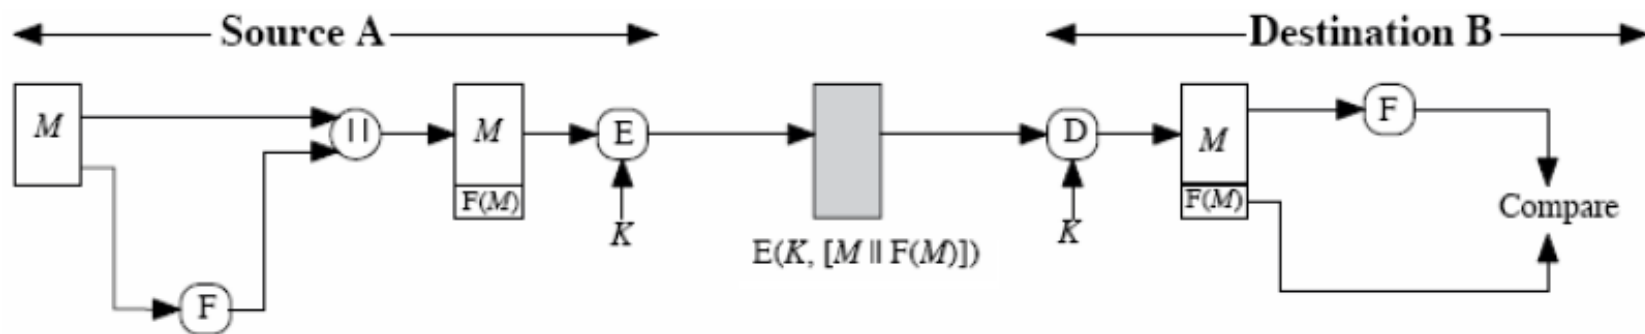 Source A
Destination B
M
||
M
F(M)
E
K
E(K, [M || F(M)])
D
K
M
F(M)
F
Compare
F